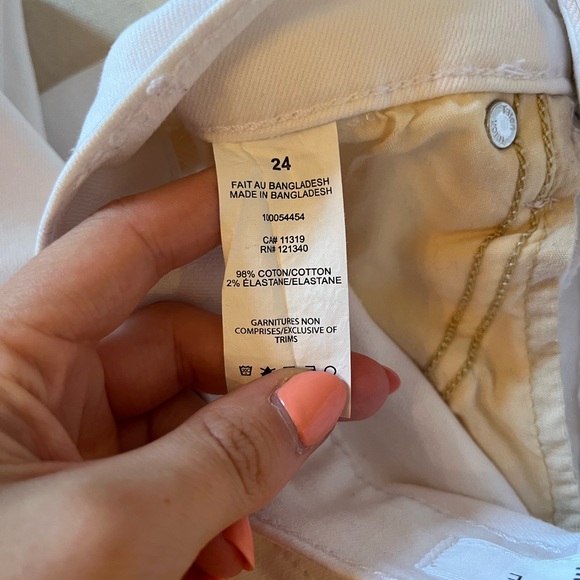 24
FAIT AU BANGLADESH
MADE IN BANGLADESH
100054454
CA# 11319
RN# 121340
98% COTON/COTTON
2% ÉLASTANE/ELASTANE
GARNITURES NON
COMPRISES/EXCLUSIVE OF
TRIMS